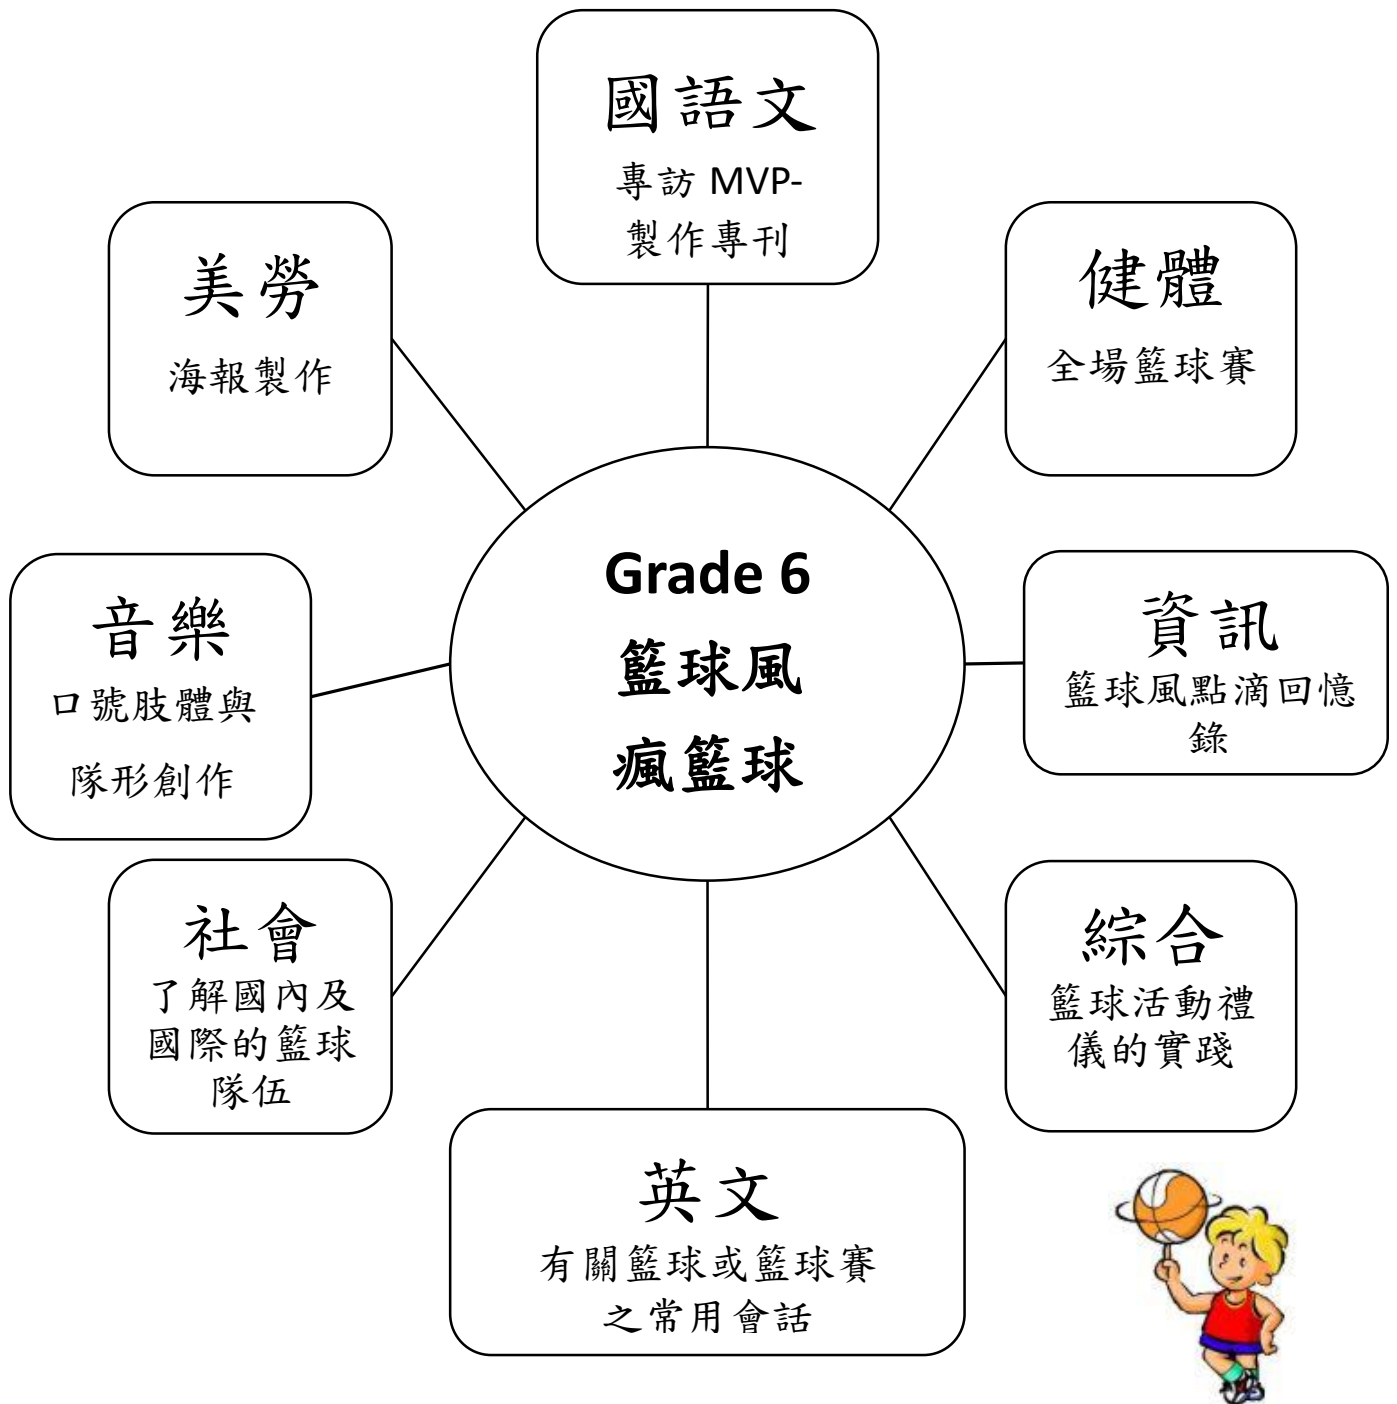 國語文
專訪 MVP-
製作專刊
美勞
海報製作
健體
全場籃球賽
Grade 6
籃球風
瘋籃球
音樂
口號肢體與
隊形創作
資訊
籃球風點滴回憶
錄
社會
了解國內及
國際的籃球
隊伍
綜合
籃球活動禮
儀的實踐
英文
有關籃球或籃球賽
之常用會話